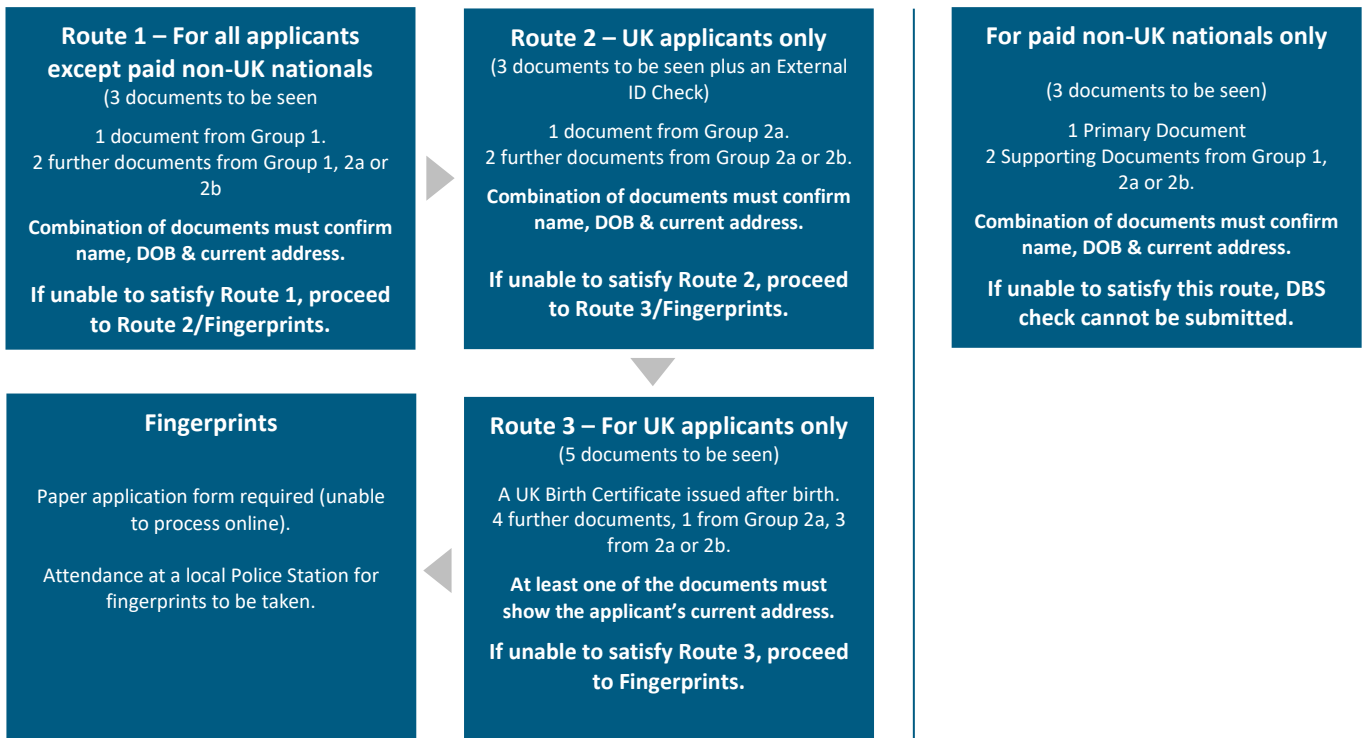 Route 1 – For all applicants
except paid non-UK nationals
(3 documents to be seen
1 document from Group 1.
2 further documents from Group 1, 2a or
2b
Combination of documents must confirm
name, DOB & current address.
If unable to satisfy Route 1, proceed
to Route 2/Fingerprints.
Route 2 – UK applicants only
(3 documents to be seen plus an External
ID Check)
1 document from Group 2a.
2 further documents from Group 2a or 2b.
Combination of documents must confirm
name, DOB & current address.
If unable to satisfy Route 2, proceed
to Route 3/Fingerprints.
For paid non-UK nationals only
(3 documents to be seen)
1 Primary Document
2 Supporting Documents from Group 1,
2a or 2b.
Combination of documents must confirm
name, DOB & current address.
If unable to satisfy this route, DBS
check cannot be submitted.
Route 3 – For UK applicants only
(5 documents to be seen)
A UK Birth Certificate issued after birth.
4 further documents, 1 from Group 2a, 3
from 2a or 2b.
At least one of the documents must
show the applicant’s current address.
If unable to satisfy Route 3, proceed
to Fingerprints.
Fingerprints
Paper application form required (unable
to process online).
Attendance at a local Police Station for
fingerprints to be taken.